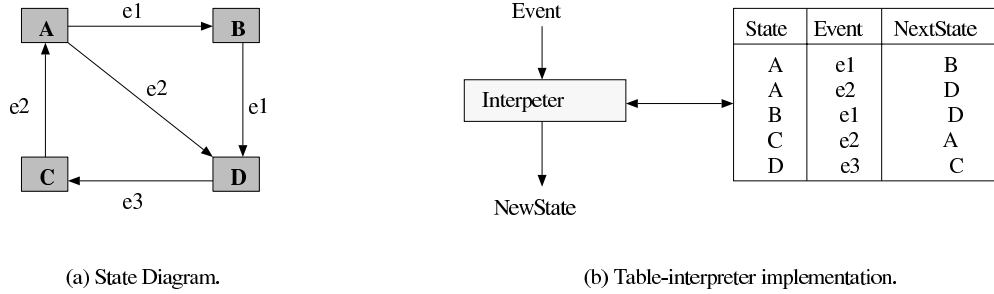 A
e1
B
e2
e2
e1
C
e3
D
(a) State Diagram.
Event
Interpeter
NewState
State Event NextState
A e1 B
A e2 D
B e1 D
C e2 A
D e3 C
(b) Table-interpreter implementation.